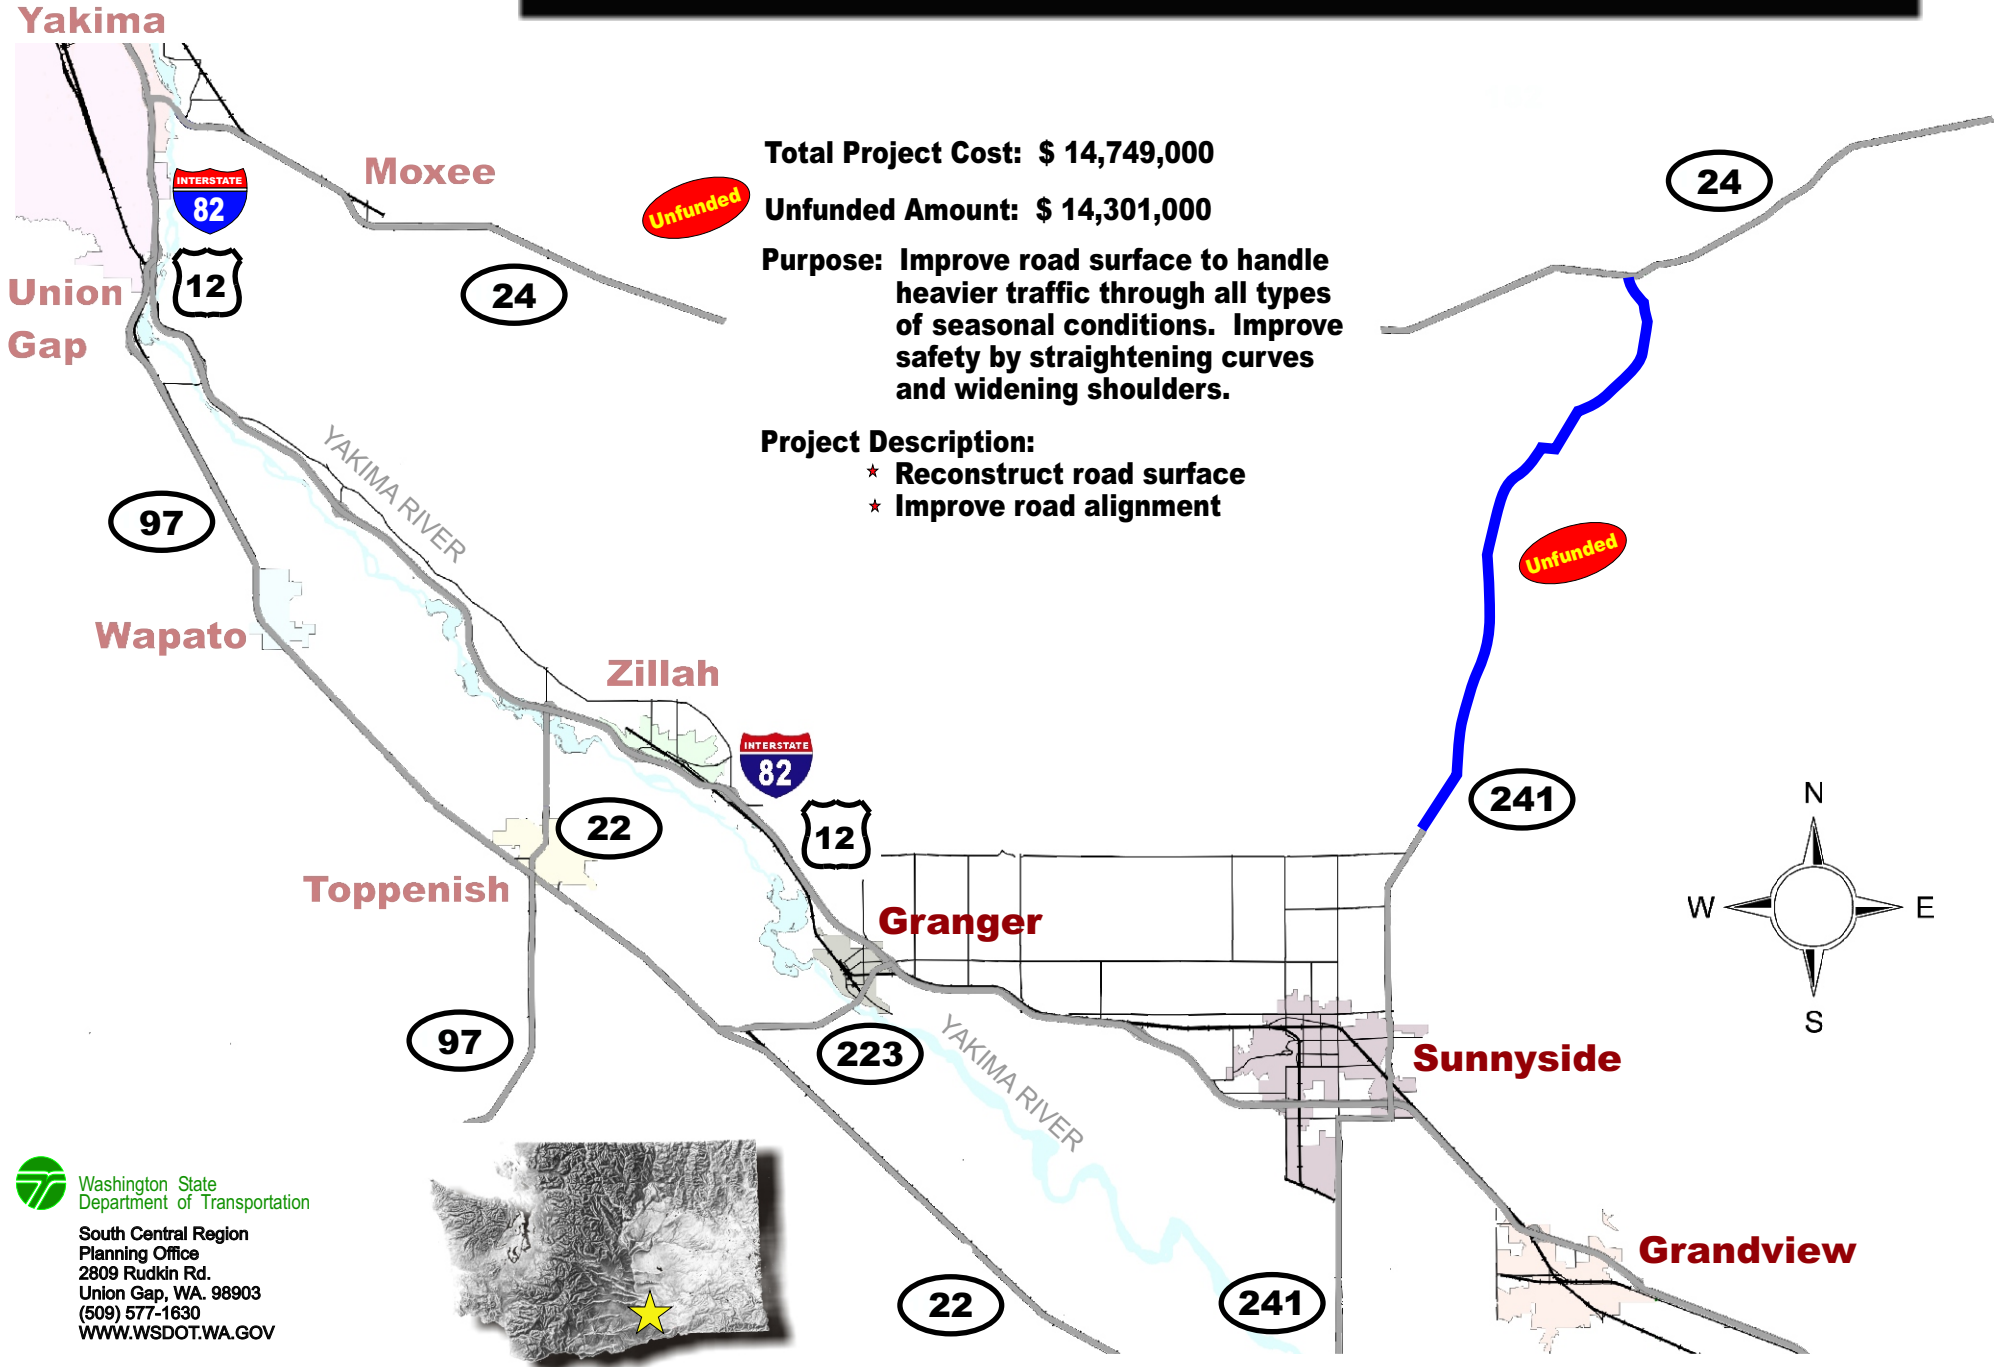 Yakima
INTERSTATE
82
12
Moxee
24
Union
Gap
Total Project Cost: $ 14,749,000
Unfunded
Unfunded Amount: $ 14,301,000
Purpose: Improve road surface to handle
heavier traffic through all types
of seasonal conditions. Improve
safety by straightening curves
and widening shoulders.
Project Description:
Reconstruct road surface
Improve road alignment
24
YAKIMA RIVER
97
Unfunded
Wapato
Zillah
INTERSTATE
82
12
22
Toppenish
241
N
W
E
S
Granger
97
223
YAKIMA RIVER
Sunnyside
Grandview
22
241
Washington State
Department of Transportation
South Central Region
Planning Office
2809 Rudkin Rd.
Union Gap, WA. 98903
(509) 577-1630
WWW.WSDOT.WA.GOV